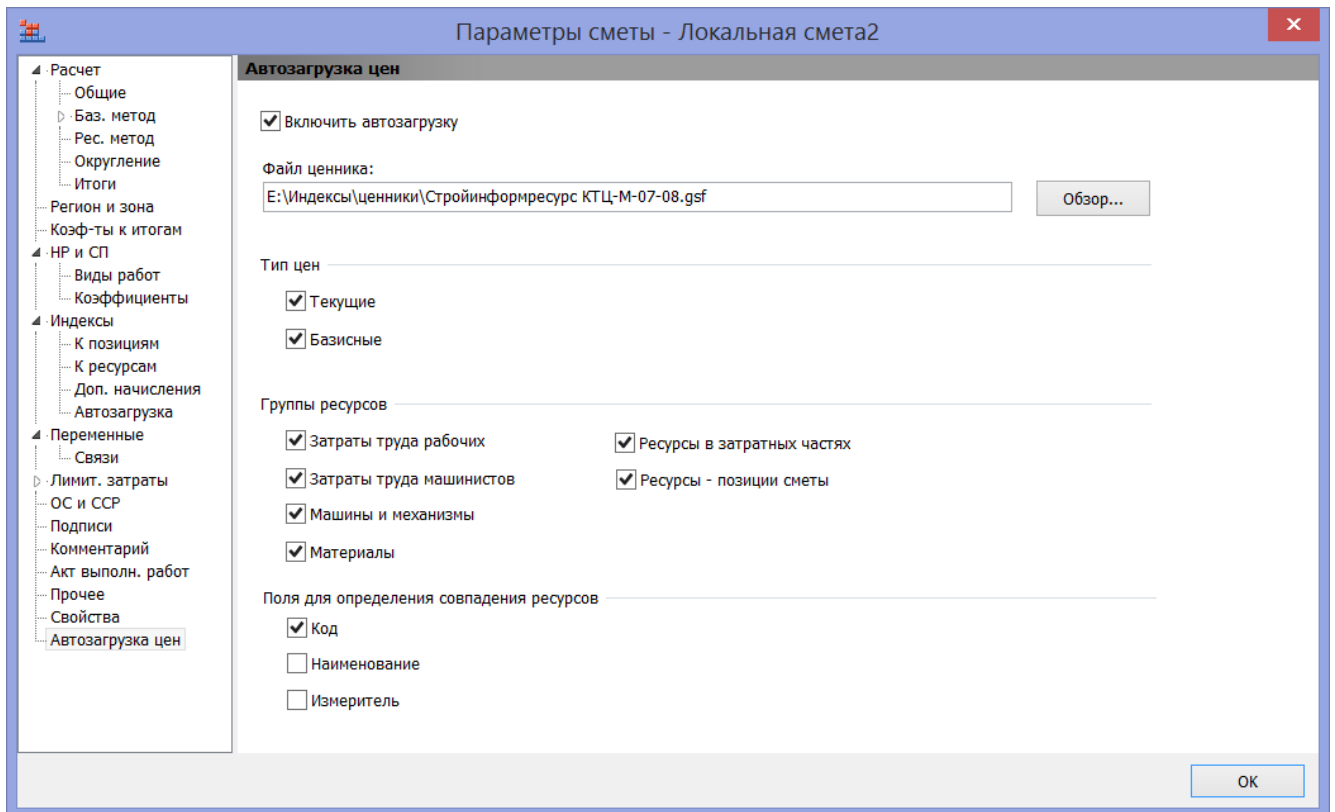 Параметры сметы - Локальная смета2
Расчет
Общие
Баз. метод
Рес. метод
Округление
Итоги
Регион и зона
Коэф-ты к итогам
НР и СП
Виды работ
Коэффициенты
Индексы
К позициям
К ресурсам
Доп. начисления
Автозагрузка
Переменные
Связи
Лимит. затраты
ОС и ССР
Подписи
Комментарий
Акт выполн. работ
Прочее
Свойства
Автозагрузка цен
Автозагрузка цен
Включить автозагрузку
Файл ценника:
E:\Индексы\ценники\Стройинформресурс КТЦ-М-07-08.gsf
Обзор...
Тип цен
Текущие
Базисные
Группы ресурсов
Затраты труда рабочих
Ресурсы в затратных частях
Затраты труда машинистов
Ресурсы - позиции сметы
Машины и механизмы
Материалы
Поля для определения совпадения ресурсов
Код
Наименование
Измеритель
ОК